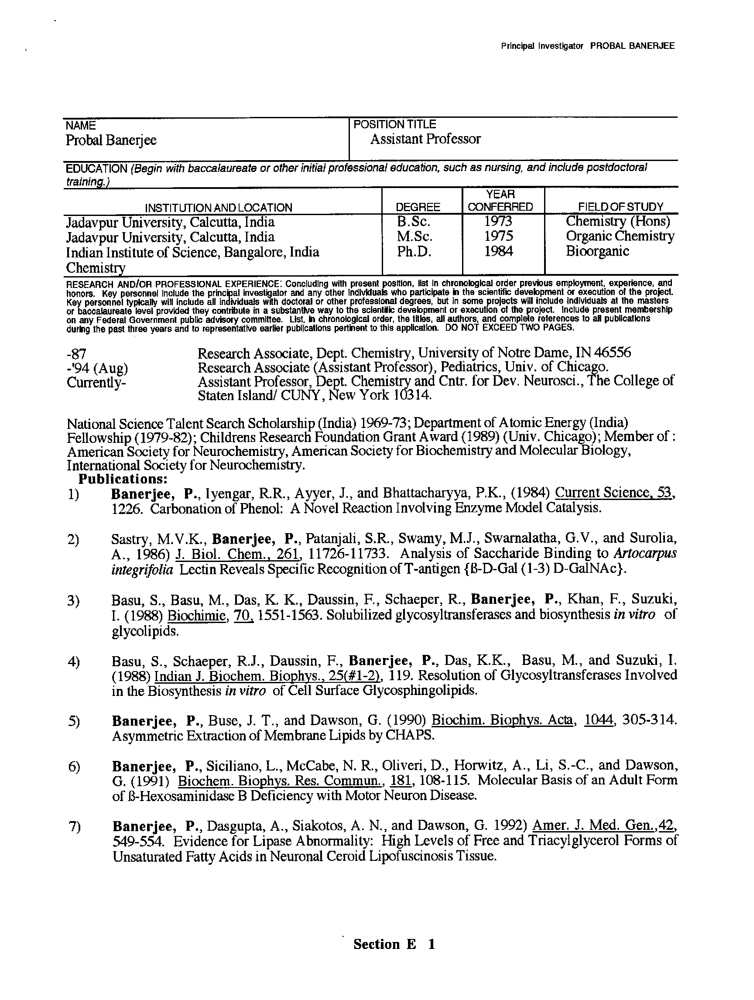 Principal Investigator PROBAL BANERJEE
NAME
Probal Banerjee
POSITION TITLE
Assistant Professor
EDUCATION (Begin with baccalaureate or other initial professional education, such as nursing, and include postdoctoral
training.)
INSTITUTION AND LOCATION DEGREE YEAR CONFERRED FIELD OF STUDY
Jadavpur University, Calcutta, India B.Sc. 1973 Chemistry (Hons)
Jadavpur University, Calcutta, India M.Sc. 1975 Organic Chemistry
Indian Institute of Science, Bangalore, India Ph.D. 1984 Bioorganic
Chemistry
RESEARCH AND/OR PROFESSIONAL EXPERIENCE: Concluding with present position, list in chronological order previous employment, experience, and
honors. Key personnel include the principal investigator and any other individuals who participate in the scientific development or execution of the project.
Key personnel typically will include all individuals with doctoral or other professional degrees, but in some projects will include individuals at the masters
or baccalaureate level provided they contribute in a substantive way to the scientific development or execution of the project. Include present membership
on any Federal Government public advisory committee. List, in chronological order, the titles, all authors, and complete references to all publications
during the past three years and to representative earlier publications pertinent to this application. DO NOT EXCEED TWO PAGES.
-87 Research Associate, Dept. Chemistry, University of Notre Dame, IN 46556
-'94 (Aug) Research Associate (Assistant Professor), Pediatrics, Univ. of Chicago.
Currently- Assistant Professor, Dept. Chemistry and Cntr. for Dev. Neurosci., The College of
Staten Island/ CUNY, New York 10314.
National Science Talent Search Scholarship (India) 1969-73; Department of Atomic Energy (India)
Fellowship (1979-82); Childrens Research Foundation Grant Award (1989) (Univ. Chicago); Member of :
American Society for Neurochemistry, American Society for Biochemistry and Molecular Biology,
International Society for Neurochemistry.
Publications:
1) Banerjee, P., Iyengar, R.R., Ayyer, J., and Bhattacharyya, P.K., (1984) Current Science, 53,
1226. Carbonation of Phenol: A Novel Reaction Involving Enzyme Model Catalysis.
2) Sastry, M.V.K., Banerjee, P., Patanjali, S.R., Swamy, M.J., Swarnalatha, G.V., and Surolia,
A., 1986) J. Biol. Chem., 261, 11726-11733. Analysis of Saccharide Binding to Artocarpus
integrifolia Lectin Reveals Specific Recognition of T-antigen {ß-D-Gal (1-3) D-GalNAc}.
3) Basu, S., Basu, M., Das, K. K., Daussin, F., Schaeper, R., Banerjee, P., Khan, F., Suzuki,
I. (1988) Biochimie, 70, 1551-1563. Solubilized glycosyltransferases and biosynthesis in vitro of
glycolipids.
4) Basu, S., Schaeper, R.J., Daussin, F., Banerjee, P., Das, K.K., Basu, M., and Suzuki, I.
(1988) Indian J. Biochem. Biophys., 25(#1-2), 119. Resolution of Glycosyltransferases Involved
in the Biosynthesis in vitro of Cell Surface Glycosphingolipids.
5) Banerjee, P., Buse, J. T., and Dawson, G. (1990) Biochim. Biophys. Acta, 1044, 305-314.
Asymmetric Extraction of Membrane Lipids by CHAPS.
6) Banerjee, P., Siciliano, L., McCabe, N. R., Oliveri, D., Horwitz, A., Li, S.-C., and Dawson,
G. (1991) Biochem. Biophys. Res. Commun., 181, 108-115. Molecular Basis of an Adult Form
of ß-Hexosaminidase B Deficiency with Motor Neuron Disease.
7) Banerjee, P., Dasgupta, A., Siakotos, A. N., and Dawson, G. 1992) Amer. J. Med. Gen.,42,
549-554. Evidence for Lipase Abnormality: High Levels of Free and Triacylglycerol Forms of
Unsaturated Fatty Acids in Neuronal Ceroid Lipofuscinosis Tissue.
Section E 1